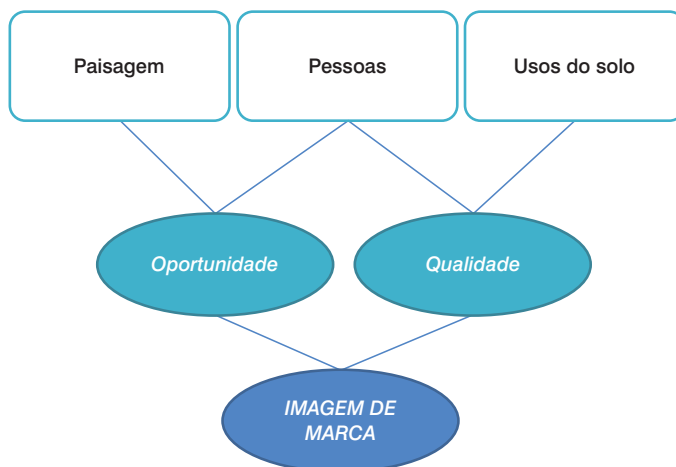 Paisagem
Pessoas
Usos do solo
Oportunidade
Qualidade
IMAGEM DE
MARCA